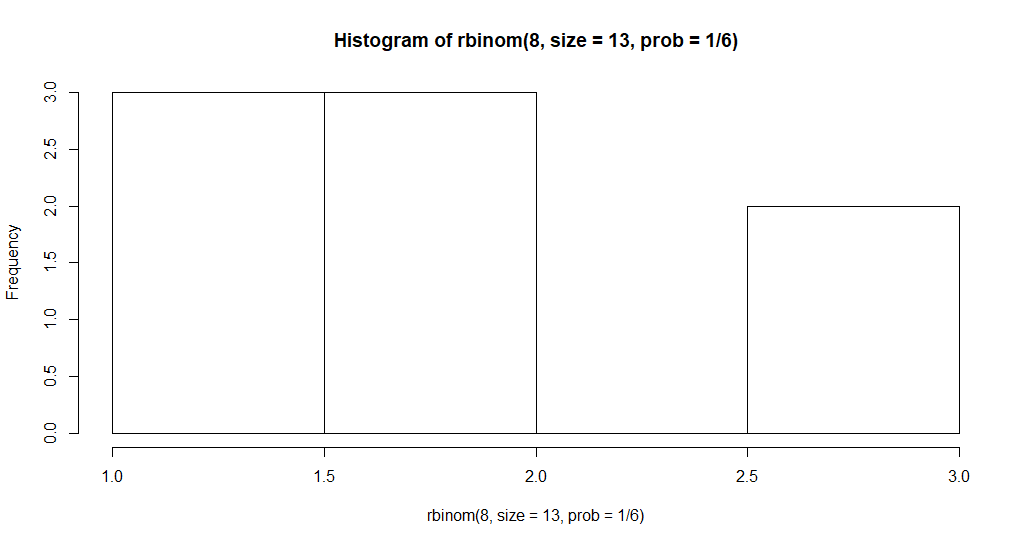 Histogram of rbinom(8, size = 13, prob = 1/6)
Frequency
3.0
2.5
2.0
1.5
1.0
0.5
0.0
1.0 1.5 2.0 2.5 3.0
rbinom(8, size = 13, prob = 1/6)